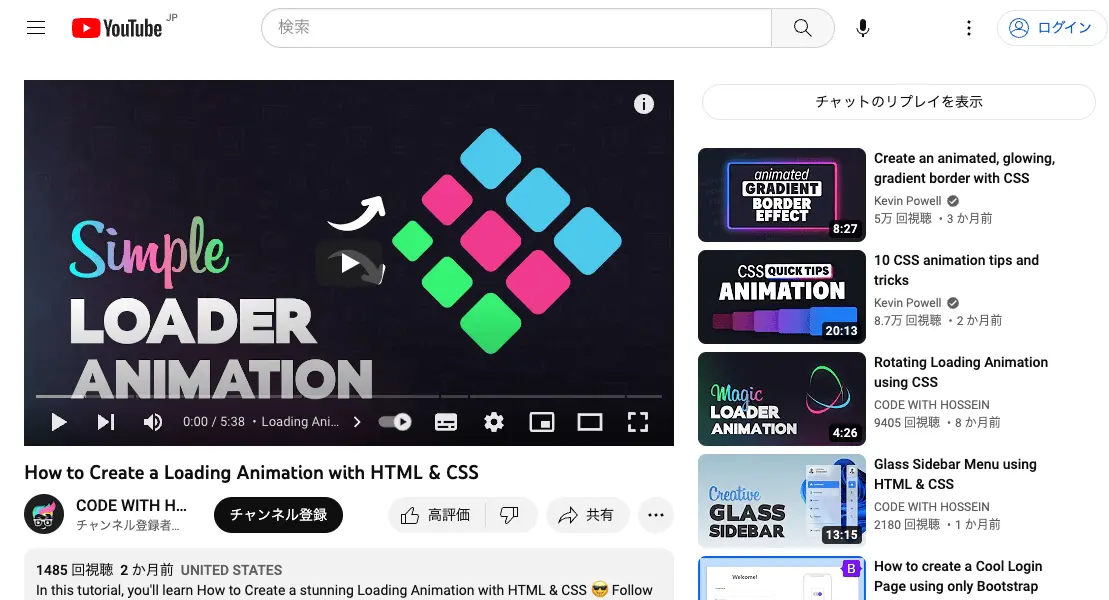 YouTube JP
検索
ログイン
Simple
LOADER
ANIMATION
0:00 / 5:38 ・ Loading Ani...
How to Create a Loading Animation with HTML & CSS
CODE WITH H...
チャンネル登録者...
チャンネル登録
高評価
共有
1485 回視聴 2 か月前 UNITED STATES
In this tutorial, you'll learn How to Create a stunning Loading Animation with HTML & CSS 😎 Follow
チャットのリプレイを表示
animated
GRADIENT
BORDER
EFFECT
8:27
Create an animated, glowing,
gradient border with CSS
Kevin Powell
5万 回視聴 ・3 か月前
CSS QUICK TIPS
ANIMATION
20:13
10 CSS animation tips and
tricks
Kevin Powell
8.7万 回視聴 ・2 か月前
Magic
LOADER
ANIMATION
4:26
Rotating Loading Animation
using CSS
CODE WITH HOSSEIN
9405 回視聴 ・8 か月前
Creative
GLASS
SIDEBAR
13:15
Glass Sidebar Menu using
HTML & CSS
CODE WITH HOSSEIN
2180 回視聴 ・1 か月前
Welcome!
B
How to create a Cool Login
Page using only Bootstrap